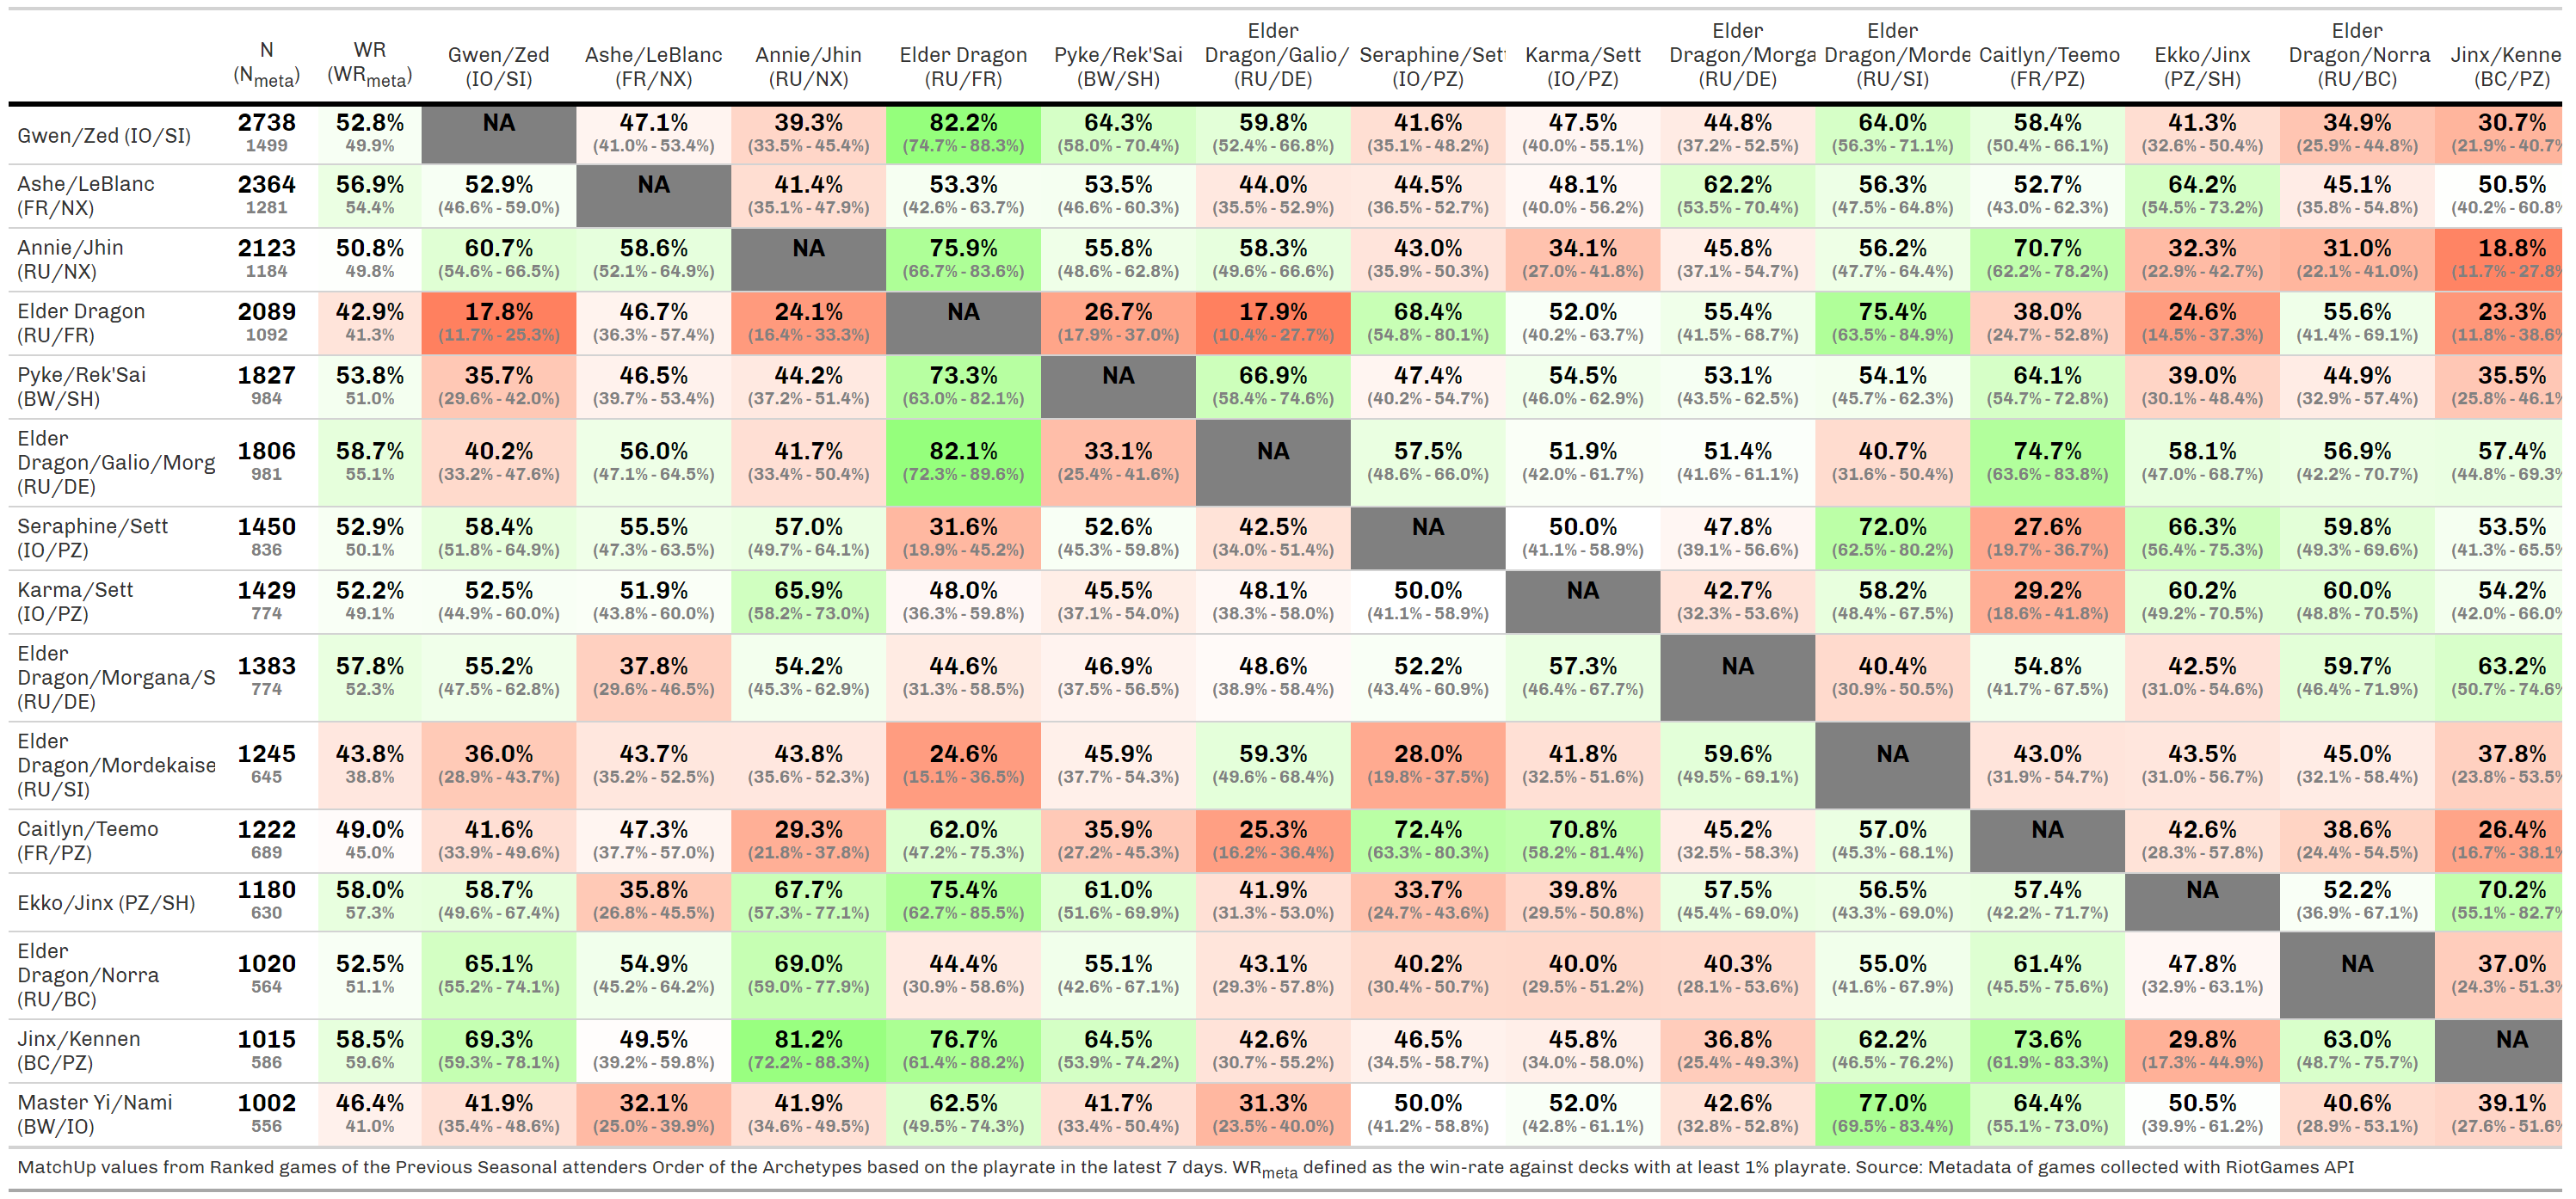 N (N_meta) WR (WR_meta) Gwen/Zed (IO/SI) Ashe/LeBlanc (FR/NX) Annie/Jhin (RU/NX) Elder Dragon (RU/FR) Pyke/Rek'Sai (BW/SH) Elder Dragon/Galio/ (RU/DE) Seraphine/Sett (IO/PZ) Karma/Sett (IO/PZ) Elder Dragon/Morga (RU/DE) Elder Dragon/Morde (RU/SI) Caitlyn/Teemo (FR/PZ) Ekko/Jinx (PZ/SH) Elder Dragon/Norra (RU/BC) Jinx/Kenne (BC/PZ)
Gwen/Zed (IO/SI) 2738 52.8% NA 47.1% 39.3% 82.2% 64.3% 59.8% 41.6% 47.5% 44.8% 64.0% 58.4% 41.3% 34.9% 30.7%
1499 49.9% (41.0% - 53.4%) (33.5% - 45.4%) (74.7% - 88.3%) (58.0% - 70.4%) (52.4% - 66.8%) (35.1% - 48.2%) (40.0% - 55.1%) (37.2% - 52.5%) (56.3% - 71.1%) (50.4% - 66.1%) (32.6% - 50.4%) (25.9% - 44.8%) (21.9% - 40.7%
Ashe/LeBlanc 2364 56.9% 52.9% NA 41.4% 53.3% 53.5% 44.0% 44.5% 48.1% 62.2% 56.3% 52.7% 64.2% 45.1% 50.5%
(FR/NX) 1281 54.4% (46.6% - 59.0%) (35.1% - 47.9%) (42.6% - 63.7%) (46.6% - 60.3%) (35.5% - 52.9%) (36.5% - 52.7%) (40.0% - 56.2%) (53.5% - 70.4%) (47.5% - 64.8%) (43.0% - 62.3%) (54.5% - 73.2%) (35.8% - 54.8%) (40.2% - 60.8%
Annie/Jhin 2123 50.8% 60.7% 58.6% NA 75.9% 55.8% 58.3% 43.0% 34.1% 45.8% 56.2% 70.7% 32.3% 31.0% 18.8%
(RU/NX) 1184 49.8% (54.6% - 66.5%) (52.1% - 64.9%) (66.7% - 83.6%) (48.6% - 62.8%) (49.6% - 66.6%) (35.9% - 50.3%) (27.0% - 41.8%) (37.1% - 54.7%) (47.7% - 64.4%) (62.2% - 78.2%) (22.9% - 42.7%) (22.1% - 41.0%) (11.7% - 27.8%
Elder Dragon 2089 42.9% 17.8% 46.7% 24.1% NA 26.7% 17.9% 68.4% 52.0% 55.4% 75.4% 38.0% 24.6% 55.6% 23.3%
(RU/FR) 1092 41.3% (11.7% - 25.3%) (36.3% - 57.4%) (16.4% - 33.3%) (17.9% - 37.0%) (10.4% - 27.7%) (54.8% - 80.1%) (40.2% - 63.7%) (41.5% - 68.7%) (63.5% - 84.9%) (24.7% - 52.8%) (14.5% - 37.3%) (41.4% - 69.1%) (11.8% - 38.6%
Pyke/Rek'Sai 1827 53.8% 35.7% 46.5% 44.2% 73.3% NA 66.9% 47.4% 54.5% 53.1% 54.1% 64.1% 39.0% 44.9% 35.5%
(BW/SH) 984 51.0% (29.6% - 42.0%) (39.7% - 53.4%) (37.2% - 51.4%) (63.0% - 82.1%) (58.4% - 74.6%) (40.2% - 54.7%) (46.0% - 62.9%) (43.5% - 62.5%) (45.7% - 62.3%) (54.7% - 72.8%) (30.1% - 48.4%) (32.9% - 57.4%) (25.8% - 46.1%
Elder
Dragon/Galio/Morg 1806 58.7% 40.2% 56.0% 41.7% 82.1% 33.1% NA 57.5% 51.9% 51.4% 40.7% 74.7% 58.1% 56.9% 57.4%
(RU/DE) 981 55.1% (33.2% - 47.6%) (47.1% - 64.5%) (33.4% - 50.4%) (72.3% - 89.6%) (25.4% - 41.6%) (48.6% - 66.0%) (42.0% - 61.7%) (41.6% - 61.1%) (31.6% - 50.4%) (63.6% - 83.8%) (47.0% - 68.7%) (42.2% - 70.7%) (44.8% - 69.3%
Seraphine/Sett 1450 52.9% 58.4% 55.5% 57.0% 31.6% 52.6% 42.5% NA 50.0% 47.8% 72.0% 27.6% 66.3% 59.8% 53.5%
(IO/PZ) 836 50.1% (51.8% - 64.9%) (47.3% - 63.5%) (49.7% - 64.1%) (19.9% - 45.2%) (45.3% - 59.8%) (34.0% - 51.4%) (41.1% - 58.9%) (39.1% - 56.6%) (62.5% - 80.2%) (19.7% - 36.7%) (56.4% - 75.3%) (49.3% - 69.6%) (41.3% - 65.5%
Karma/Sett 1429 52.2% 52.5% 51.9% 65.9% 48.0% 45.5% 48.1% 50.0% NA 42.7% 58.2% 29.2% 60.2% 60.0% 54.2%
(IO/PZ) 774 49.1% (44.9% - 60.0%) (43.8% - 60.0%) (58.2% - 73.0%) (36.3% - 59.8%) (37.1% - 54.0%) (38.3% - 58.0%) (41.1% - 58.9%) (32.3% - 53.6%) (48.4% - 67.5%) (18.6% - 41.8%) (49.2% - 70.5%) (48.8% - 70.5%) (42.0% - 66.0%
Elder
Dragon/Morgana/S 1383 57.8% 55.2% 37.8% 54.2% 44.6% 46.9% 48.6% 52.2% 57.3% NA 40.4% 54.8% 42.5% 59.7% 63.2%
(RU/DE) 774 52.3% (47.5% - 62.8%) (29.6% - 46.5%) (45.3% - 62.9%) (31.3% - 58.5%) (37.5% - 56.5%) (38.9% - 58.4%) (43.4% - 60.9%) (46.4% - 67.7%) (30.9% - 50.5%) (41.7% - 67.5%) (31.0% - 54.6%) (46.4% - 71.9%) (50.7% - 74.6%
Elder
Dragon/Mordekaise 1245 43.8% 36.0% 43.7% 43.8% 24.6% 45.9% 59.3% 28.0% 41.8% 59.6% NA 43.0% 43.5% 45.0% 37.8%
(RU/SI) 645 38.8% (28.9% - 43.7%) (35.2% - 52.5%) (35.6% - 52.3%) (15.1% - 36.5%) (37.7% - 54.3%) (49.6% - 68.4%) (19.8% - 37.5%) (32.5% - 51.6%) (49.5% - 69.1%) (31.9% - 54.7%) (31.0% - 56.7%) (32.1% - 58.4%) (23.8% - 53.5%
Caitlyn/Teemo 1222 49.0% 41.6% 47.3% 29.3% 62.0% 35.9% 25.3% 72.4% 70.8% 45.2% 57.0% NA 42.6% 38.6% 26.4%
(FR/PZ) 689 45.0% (33.9% - 49.6%) (37.7% - 57.0%) (21.8% - 37.8%) (47.2% - 75.3%) (27.2% - 45.3%) (16.2% - 36.4%) (63.3% - 80.3%) (58.2% - 81.4%) (32.5% - 58.3%) (45.3% - 68.1%) (28.3% - 57.8%) (24.4% - 54.5%) (16.7% - 38.1%
Ekko/Jinx (PZ/SH) 1180 58.0% 58.7% 35.8% 67.7% 75.4% 61.0% 41.9% 33.7% 39.8% 57.5% 56.5% 57.4% NA 52.2% 70.2%
630 57.3% (49.6% - 67.4%) (26.8% - 45.5%) (57.3% - 77.1%) (62.7% - 85.5%) (51.6% - 69.9%) (31.3% - 53.0%) (24.7% - 43.6%) (29.5% - 50.8%) (45.4% - 69.0%) (43.3% - 69.0%) (42.2% - 71.7%) (36.9% - 67.1%) (55.1% - 82.7%
Elder
Dragon/Norra 1020 52.5% 65.1% 54.9% 69.0% 44.4% 55.1% 43.1% 40.2% 40.0% 40.3% 55.0% 61.4% 47.8% NA 37.0%
(RU/BC) 564 51.1% (55.2% - 74.1%) (45.2% - 64.2%) (59.0% - 77.9%) (30.9% - 58.6%) (42.6% - 67.1%) (29.3% - 57.8%) (30.4% - 50.7%) (29.5% - 51.2%) (28.1% - 53.6%) (41.6% - 67.9%) (45.5% - 75.6%) (32.9% - 63.1%) (24.3% - 51.3%
Jinx/Kennen 1015 58.5% 69.3% 49.5% 81.2% 76.7% 64.5% 42.6% 46.5% 45.8% 36.8% 62.2% 73.6% 29.8% 63.0% NA
(BC/PZ) 586 59.6% (59.3% - 78.1%) (39.2% - 59.8%) (72.2% - 88.3%) (61.4% - 88.2%) (53.9% - 74.2%) (30.7% - 55.2%) (34.5% - 58.7%) (34.0% - 58.0%) (25.4% - 49.3%) (46.5% - 76.2%) (61.9% - 83.3%) (17.3% - 44.9%) (48.7% - 75.7%)
Master Yi/Nami 1002 46.4% 41.9% 32.1% 41.9% 62.5% 41.7% 31.3% 50.0% 52.0% 42.6% 77.0% 64.4% 50.5% 40.6% 39.1%
(BW/IO) 556 41.0% (35.4% - 48.6%) (25.0% - 39.9%) (34.6% - 49.5%) (49.5% - 74.3%) (33.4% - 50.4%) (23.5% - 40.0%) (41.2% - 58.8%) (42.8% - 61.1%) (32.8% - 52.8%) (69.5% - 83.4%) (55.1% - 73.0%) (39.9% - 61.2%) (28.9% - 53.1%) (27.6% - 51.6%
MatchUp values from Ranked games of the Previous Seasonal attenders Order of the Archetypes based on the playrate in the latest 7 days. WR_meta defined as the win-rate against decks with at least 1% playrate. Source: Metadata of games collected with RiotGames API